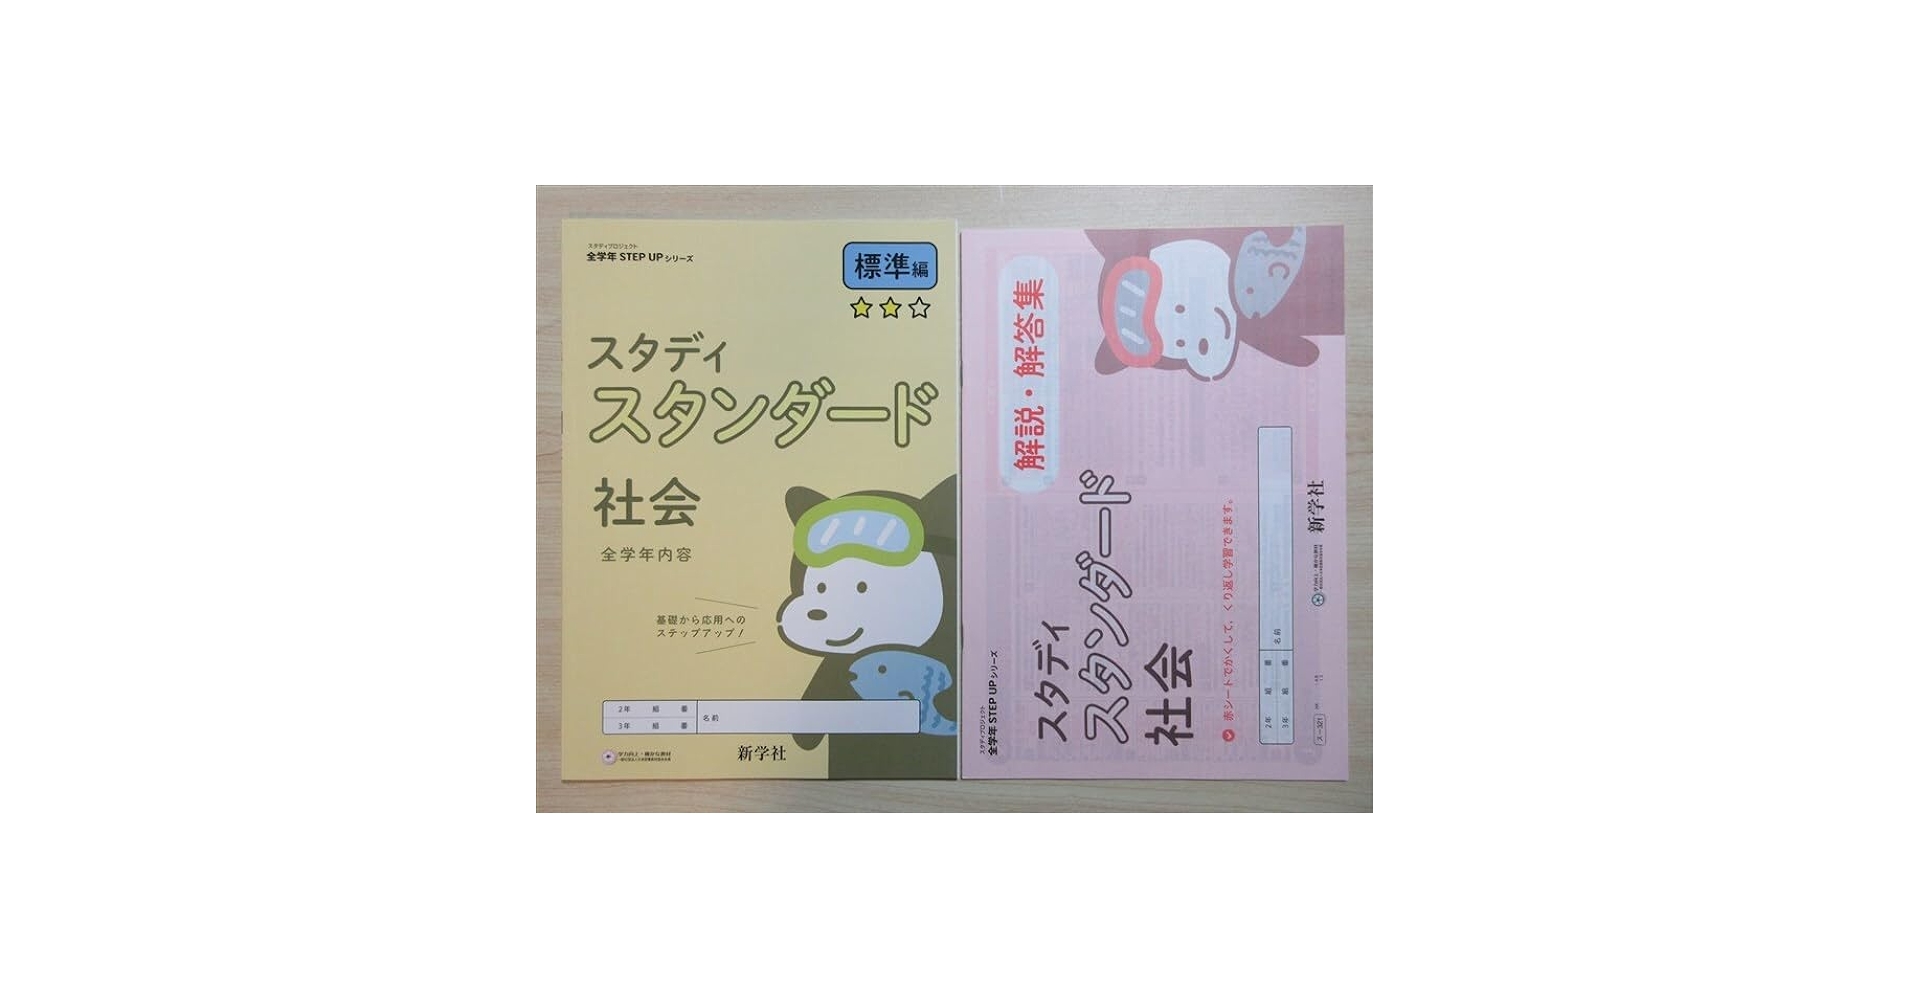 スタディプロジェクト
全学年 STEP UPシリーズ
標準編
スタディ
スタンダード
社会
全学年内容
基礎から応用への
ステップアップ!
2年 組 番
3年 組 番
名前
新学社
解説・解答集
スタディプロジェクト
全学年 STEP UPシリーズ
スタディ
スタンダード
社会
赤シートでかくして、くり返し学習できます。
2年 組 番
3年 組 番
名前
新学社